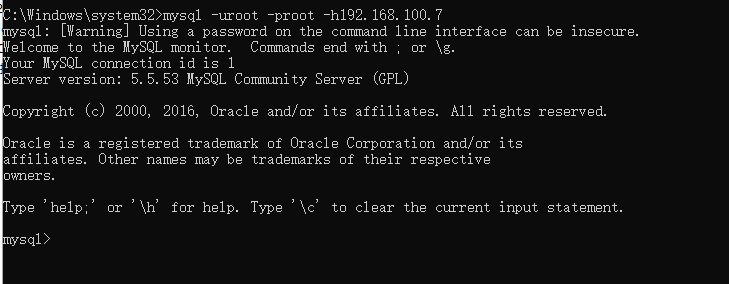 C:\Windows\system32>mysql -uroot -proot -h192.168.100.7
mysql: [Warning] Using a password on the command line interface can be insecure.
Welcome to the MySQL monitor.  Commands end with ; or \g.
Your MySQL connection id is 1
Server version: 5.5.53 MySQL Community Server (GPL)
Copyright (c) 2000, 2016, Oracle and/or its affiliates. All rights reserved.
Oracle is a registered trademark of Oracle Corporation and/or its
affiliates. Other names may be trademarks of their respective
owners.
Type 'help;' or '\h' for help. Type '\c' to clear the current input statement.
mysql>